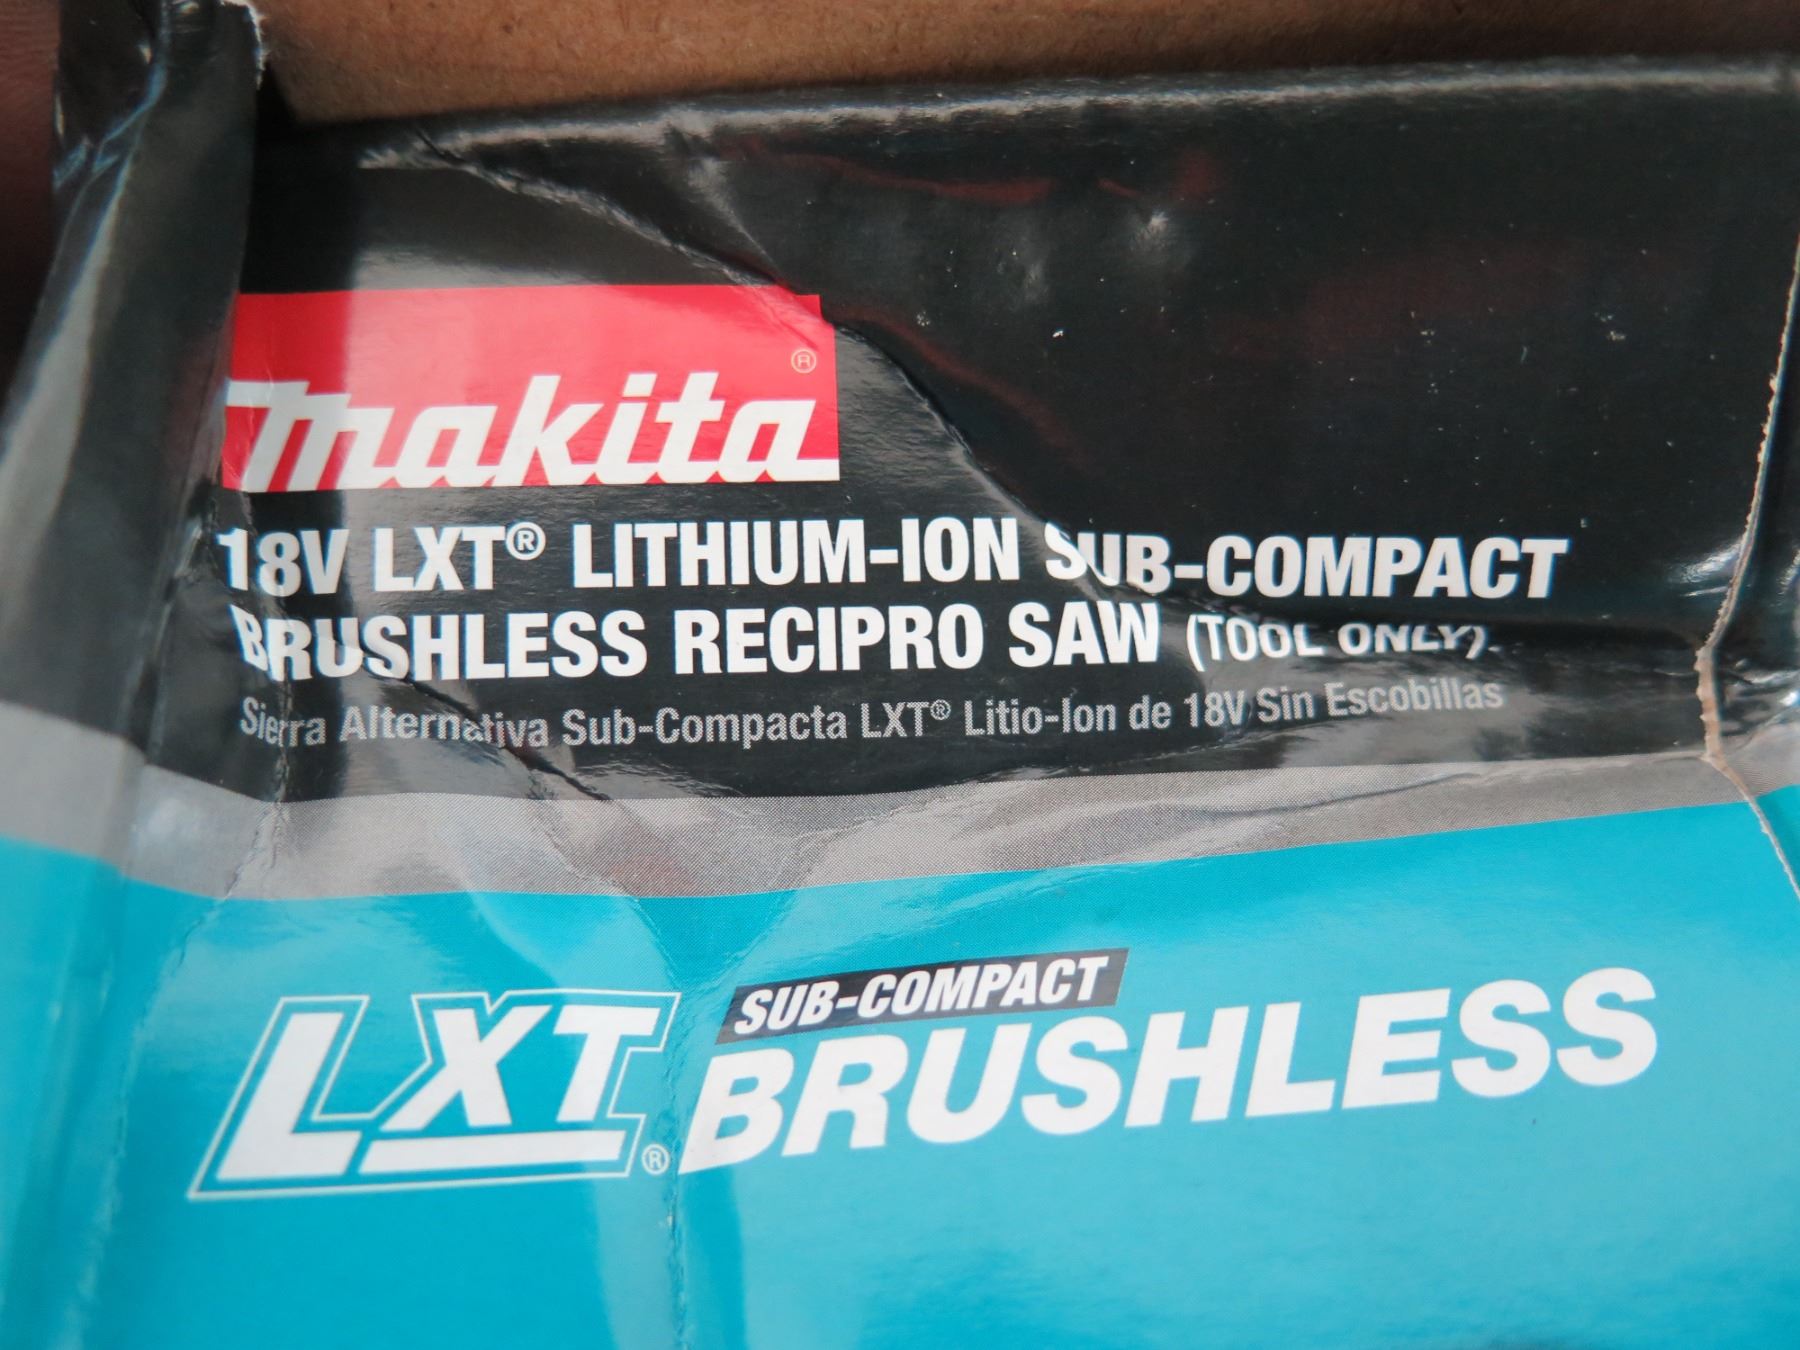 makita®
18V LXT® LITHIUM-ION SUB-COMPACT
BRUSHLESS RECIPRO SAW (TOOL ONLY).
Sierra Alternativa Sub-Compacta LXT® Litio-Ion de 18V Sin Escobillas
LXT® SUB-COMPACT
BRUSHLESS